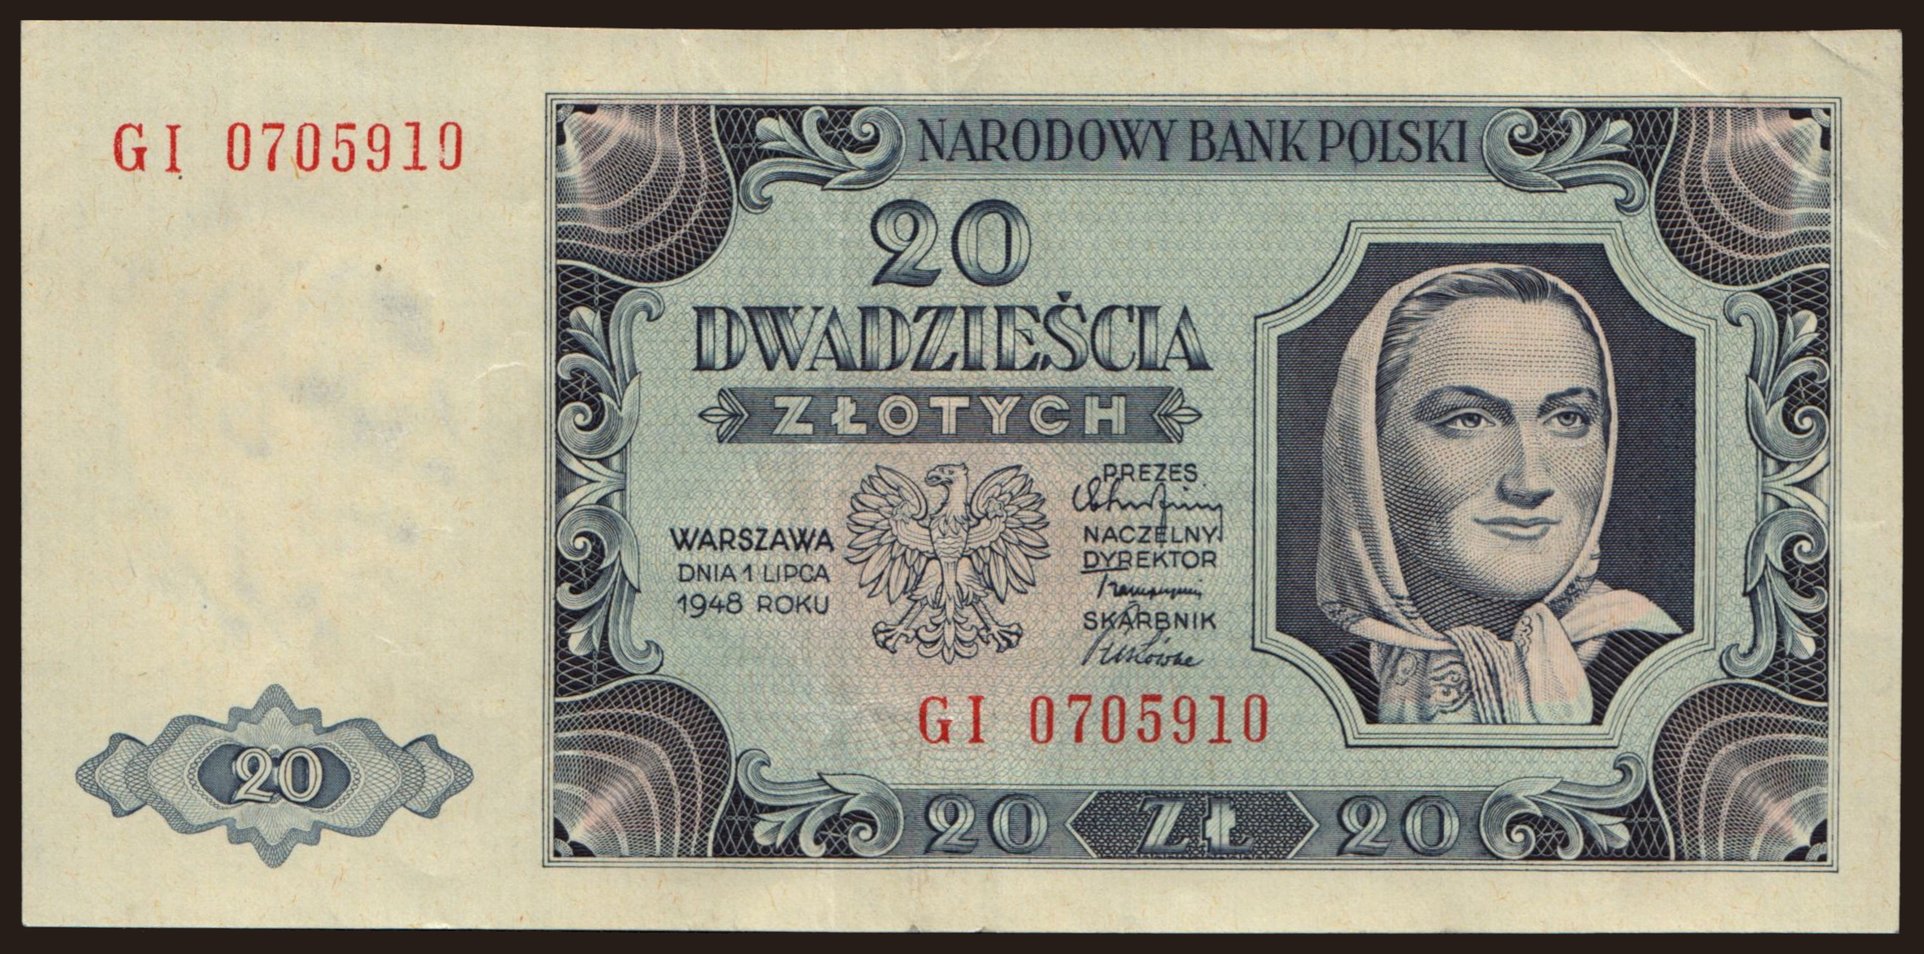 GI 0705910
NARODOWY BANK POLSKI
20
DWADZIEŚCIA
ZŁOTYCH
WARSZAWA
DNIA 1 LIPCA
1948 ROKU
PREZES
NACZELNY
DYREKTOR
SKARBNIK
GI 0705910
20
20 ZŁ 20